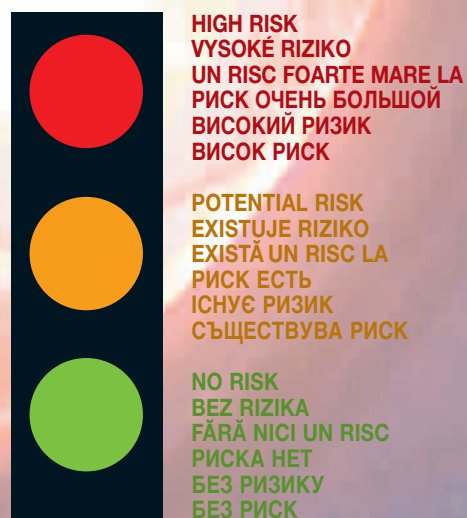 HIGH RISK
VYSOKÉ RIZIKO
UN RISC FOARTE MARE LA
РИСК ОЧЕНЬ БОЛЬШОЙ
ВИСОКИЙ РИЗИК
ВИСОК РИСК
POTENTIAL RISK
EXISTUJE RIZIKO
EXISTĂ UN RISC LA
РИСК ЕСТЬ
ІСНУЄ РИЗИК
СЪЩЕСТВУВА РИСК
NO RISK
BEZ RIZIKA
FĂRĂ NICI UN RISC
РИСКА НЕТ
БЕЗ РИЗИКУ
БЕЗ РИСК